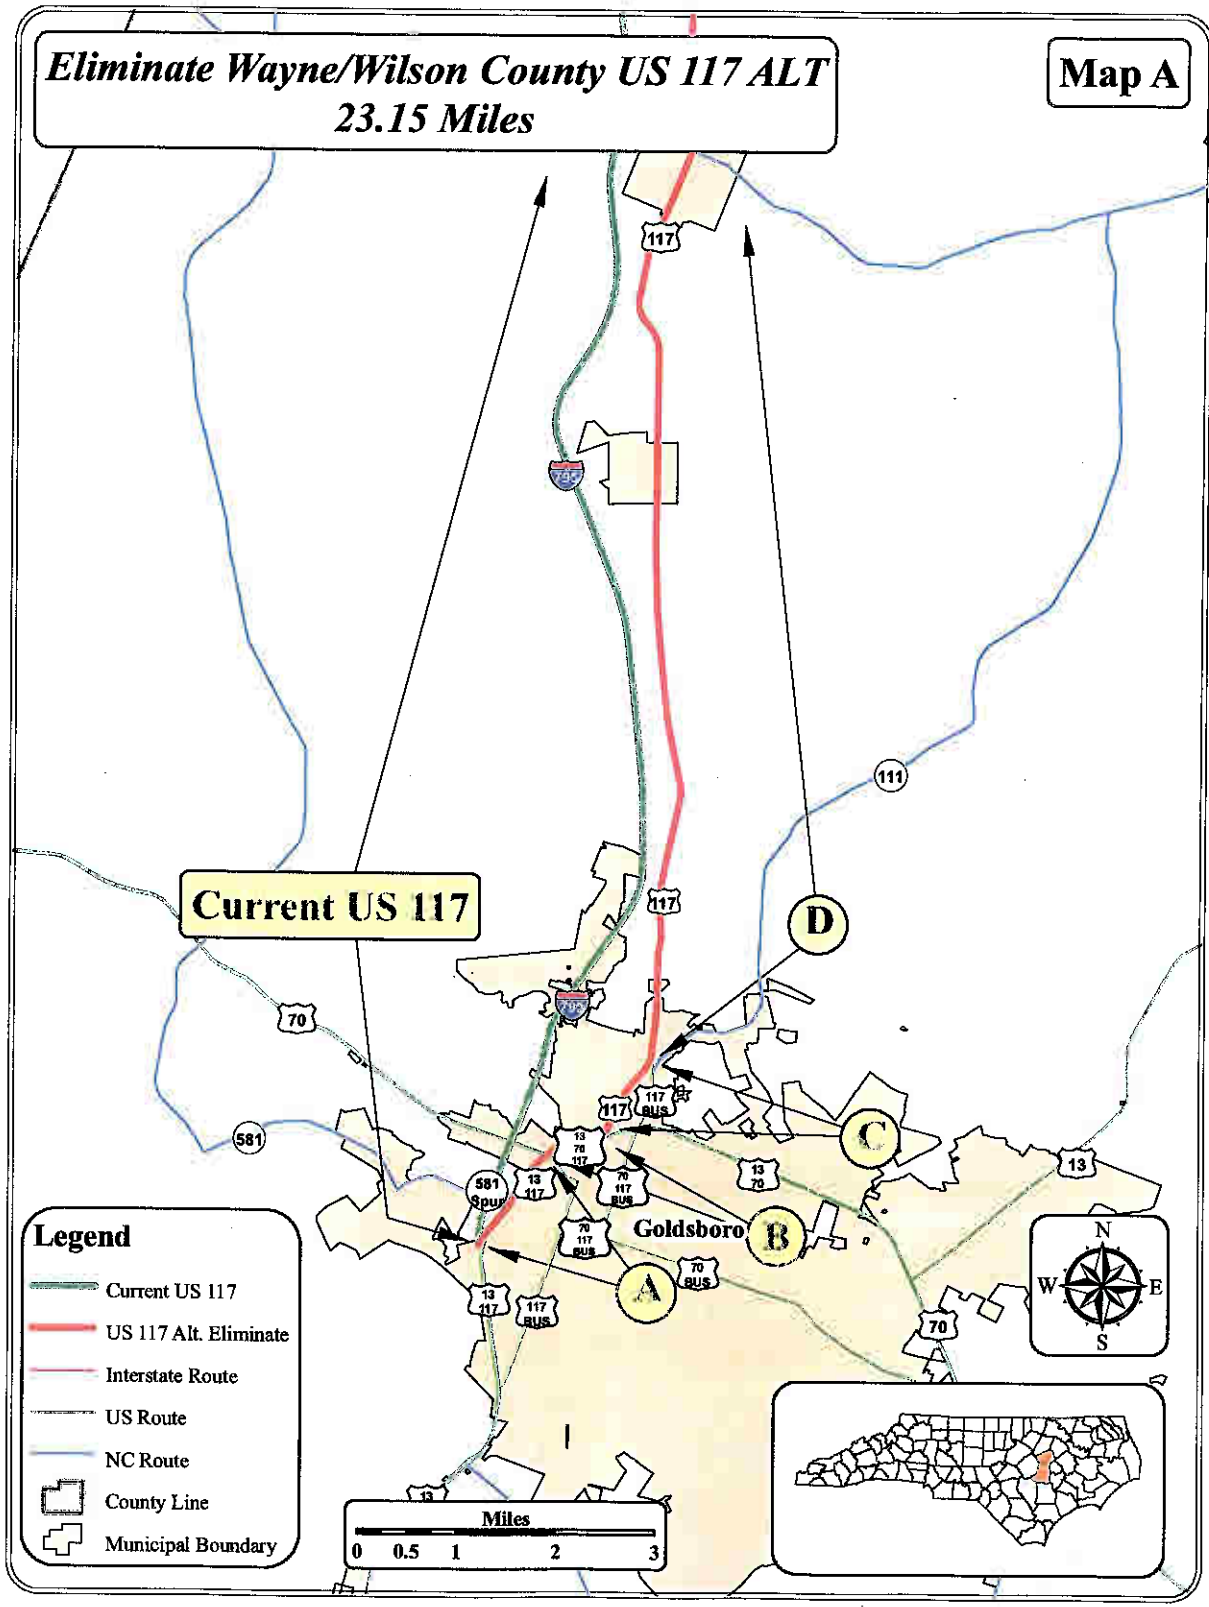 Eliminate Wayne/Wilson County US 117 ALT
23.15 Miles
Map A
117
795
111
Current US 117
117
D
795
70
117
BUS
117
C
581
13
70
117
13
70
13
581
Spur
13
117
70
117
BUS
Goldsboro
B
70
117
BUS
A
70
BUS
13
117
117
BUS
70
13
Legend
Current US 117
US 117 Alt. Eliminate
Interstate Route
US Route
NC Route
County Line
Municipal Boundary
N
W
E
S
Miles
0 0.5 1 2 3